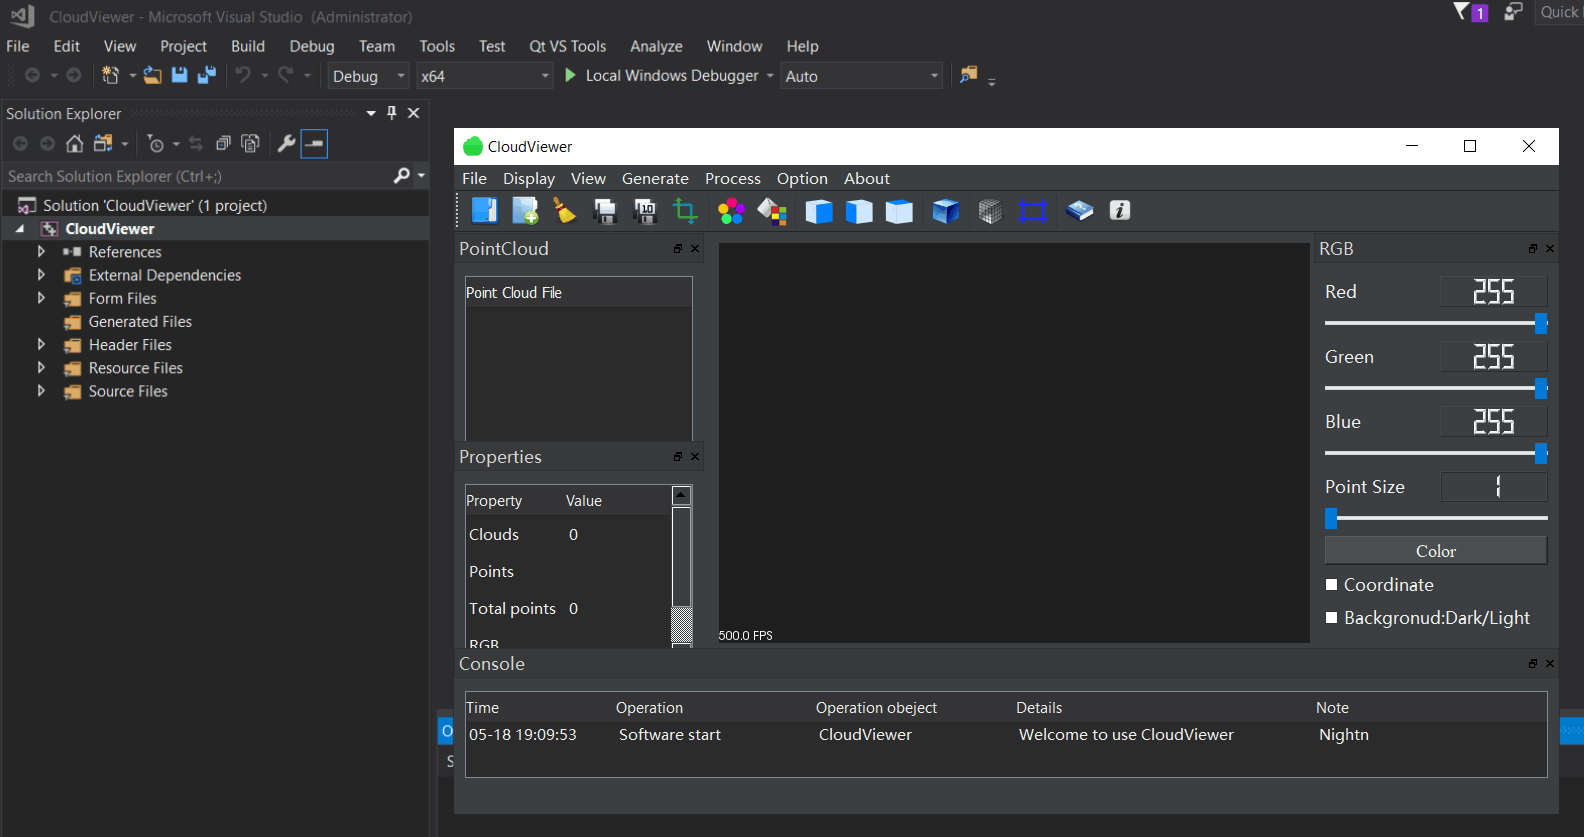 CloudViewer - Microsoft Visual Studio (Administrator)
1
Quick
File Edit View Project Build Debug Team Tools Test Qt VS Tools Analyze Window Help
Debug x64 Local Windows Debugger Auto
Solution Explorer
Search Solution Explorer (Ctrl+;)
Solution 'CloudViewer' (1 project)
CloudViewer
References
External Dependencies
Form Files
Generated Files
Header Files
Resource Files
Source Files
CloudViewer
File Display View Generate Process Option About
10
PointCloud
Point Cloud File
Properties
Property Value
Clouds 0
Points
Total points 0
RGB
500.0 FPS
RGB
Red 255
Green 255
Blue 255
Point Size 1
Color
Coordinate
Backgronud:Dark/Light
Console
Time Operation Operation obeject Details Note
05-18 19:09:53 Software start CloudViewer Welcome to use CloudViewer Nightn
O
S